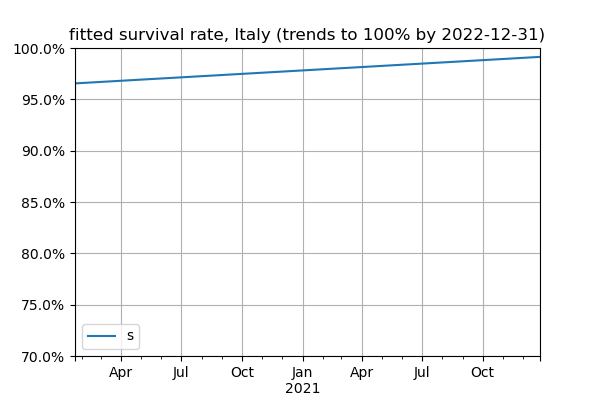 fitted survival rate, Italy (trends to 100% by 2022-12-31)
100.0%
95.0%
90.0%
85.0%
80.0%
75.0%
70.0%
s
Apr Jul Oct Jan Apr Jul Oct
2021